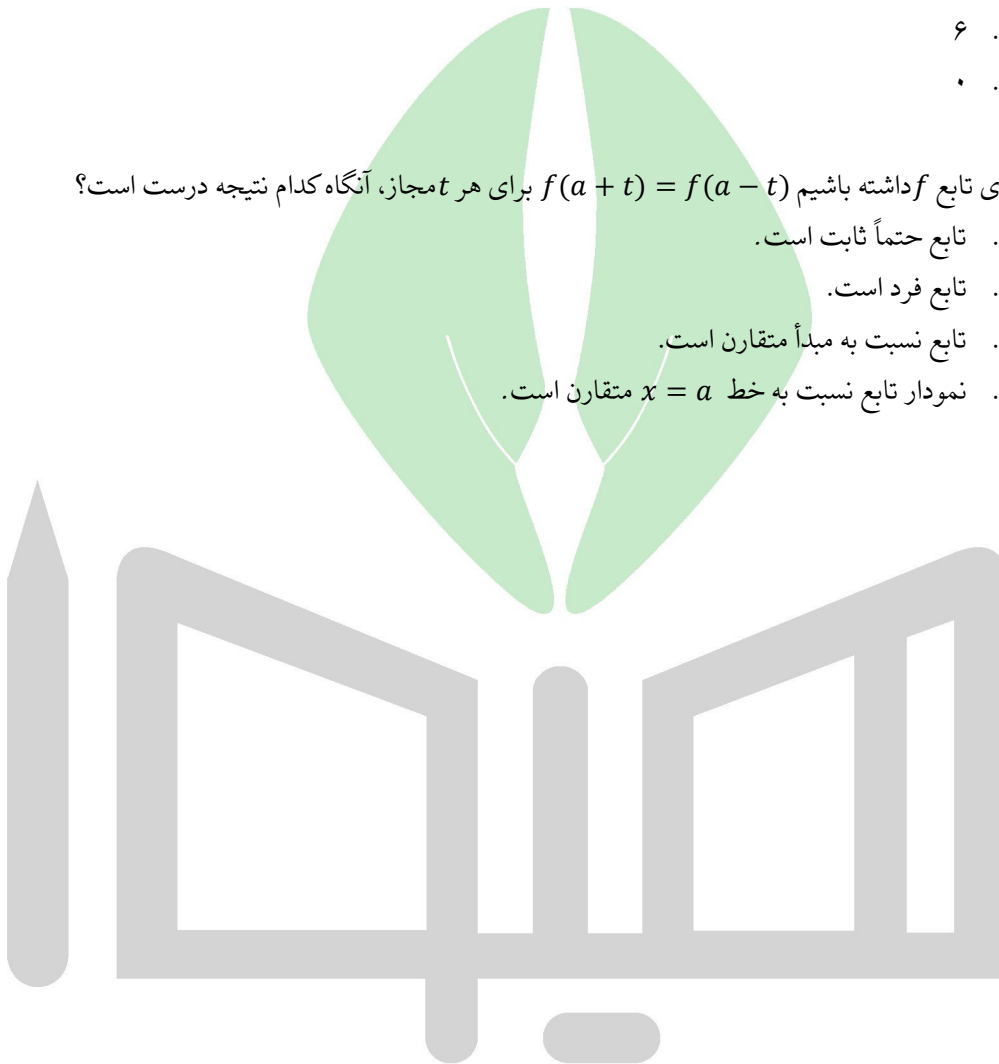 . ۶
. ۰
ی تابع f داشته باشیم f(a + t) = f(a − t) برای هر t مجاز، آنگاه کدام نتیجه درست است؟
. تابع حتماً ثابت است.
. تابع فرد است.
. تابع نسبت به مبدأ متقارن است.
. نمودار تابع نسبت به خط x = a متقارن است.